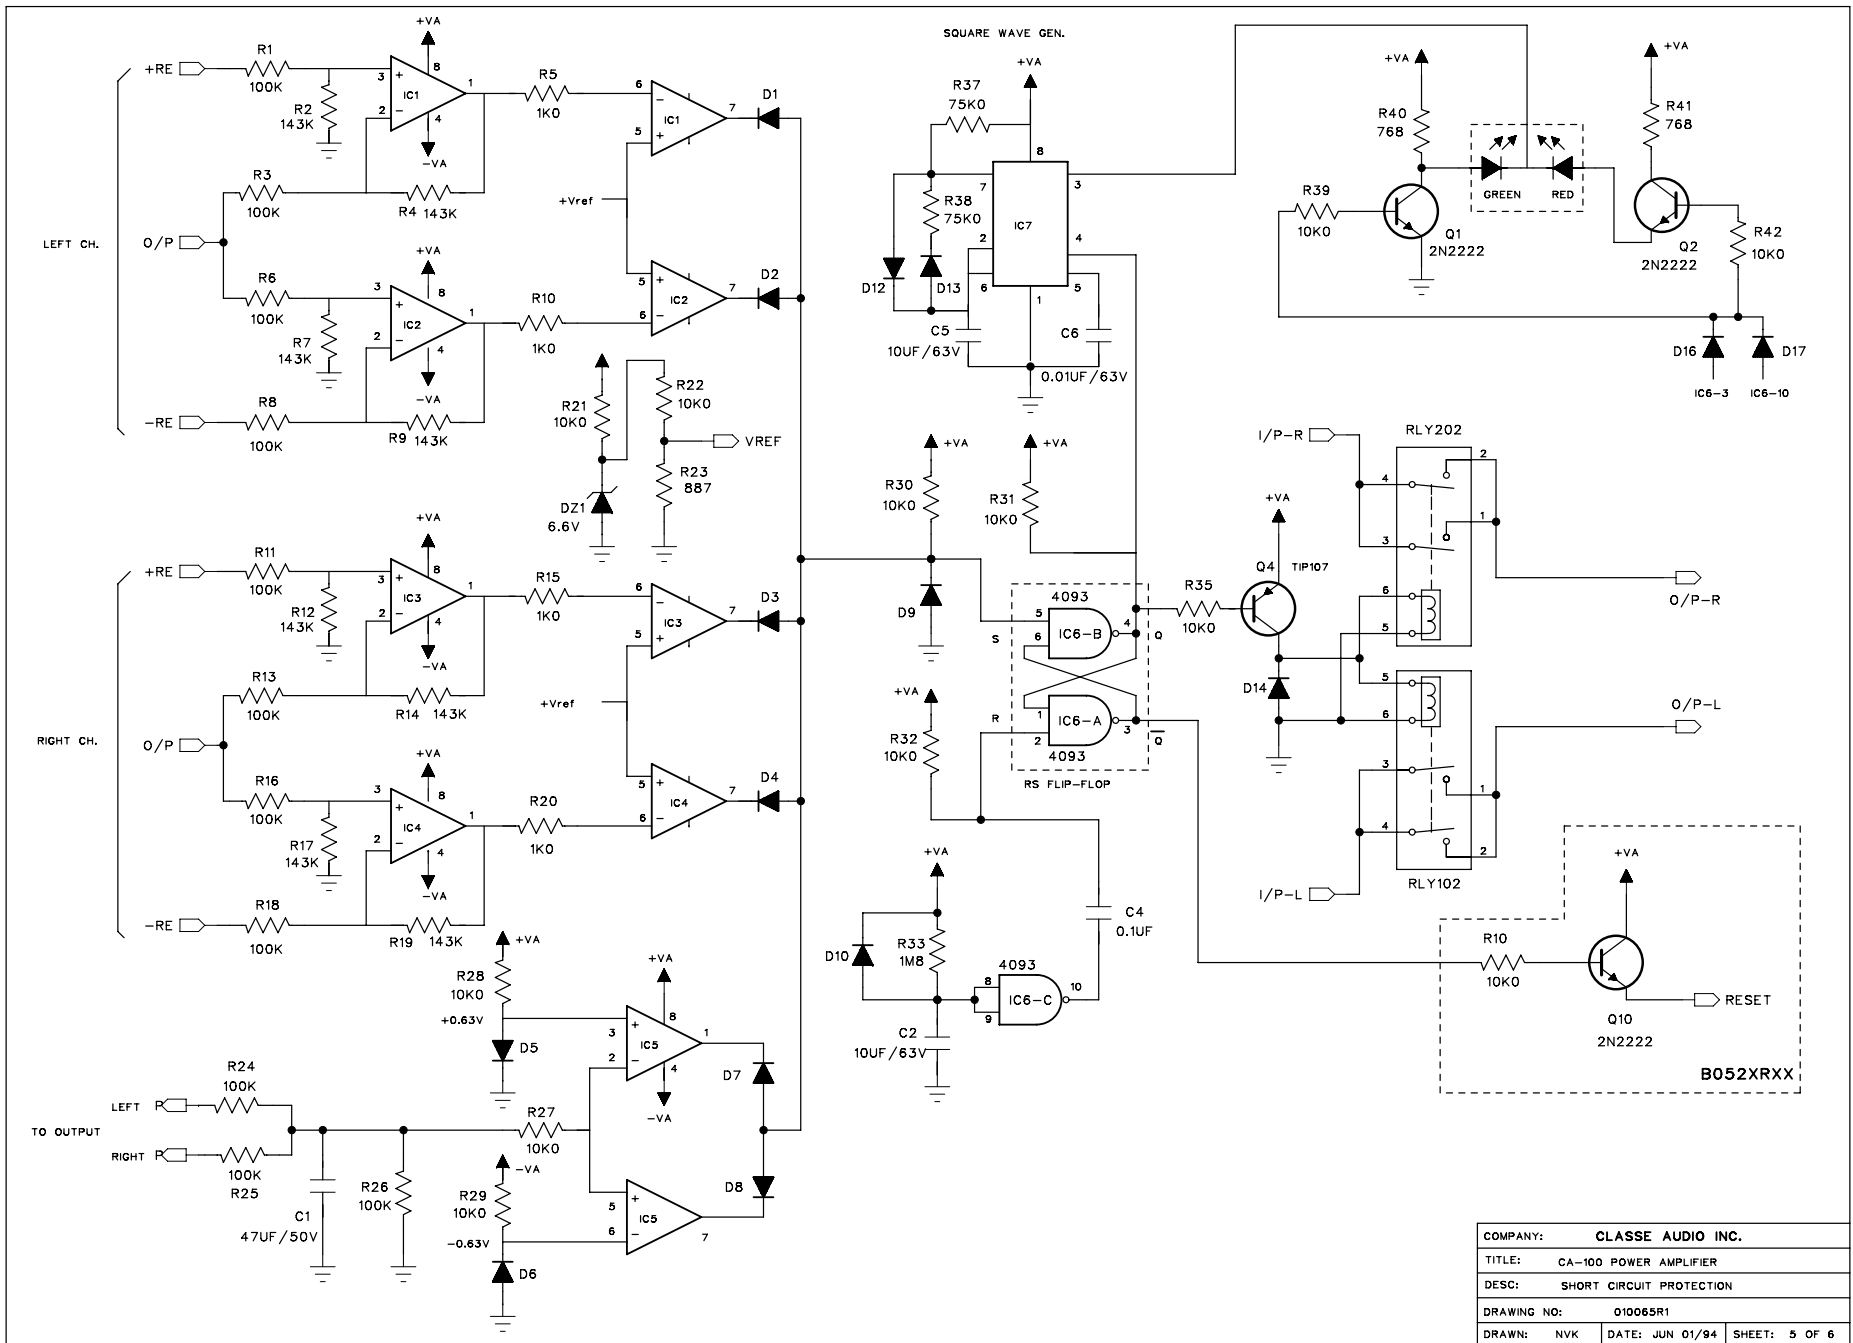 SQUARE WAVE GEN.
LEFT CH.
+RE
R1
100K
R2
143K
+VA
3
+
8
IC1
2
−
4
−VA
1
R5
1K0
R3
100K
R4 143K
O/P
R6
100K
R7
143K
+VA
3
+
8
IC2
2
−
4
−VA
1
R10
1K0
−RE
R8
100K
R9 143K
6
−
IC1
5
+
7
D1
+Vref
5
+
IC2
6
−
7
D2
R21
10K0
DZ1
6.6V
R22
10K0
VREF
R23
887
RIGHT CH.
+RE
R11
100K
R12
143K
+VA
3
+
8
IC3
2
−
4
−VA
1
R15
1K0
R13
100K
R14 143K
O/P
R16
100K
R17
143K
+VA
3
+
8
IC4
2
−
4
−VA
1
R20
1K0
−RE
R18
100K
R19 143K
6
−
IC3
5
+
7
D3
+Vref
5
+
IC4
6
−
7
D4
+VA
R28
10K0
+0.63V
D5
+VA
+
3
8
IC5
2
−
4
−VA
1
D7
LEFT P
R24
100K
TO OUTPUT
RIGHT P
100K
R25
C1
47UF/50V
R26
100K
R27
10K0
−VA
R29
10K0
−0.63V
D6
+
5
IC5
6
−
7
D8
+VA
R37
75K0
R38
75K0
8
7
3
IC7
2
4
6
5
1
D12
D13
C5
10UF/63V
C6
0.01UF/63V
+VA
R40
768
R39
10K0
Q1
2N2222
GREEN
RED
+VA
R41
768
Q2
2N2222
R42
10K0
D16
D17
IC6-3
IC6-10
+VA
R30
10K0
+VA
R31
10K0
D9
4093
5
6
IC6-B
4
S
Q
R
1
2
IC6-A
3
Q
4093
RS FLIP-FLOP
+VA
R32
10K0
R35
10K0
+VA
Q4
TIP107
D14
I/P-R
RLY202
2
4
1
3
6
5
O/P-R
5
6
3
1
4
2
RLY102
O/P-L
I/P-L
+VA
D10
R33
1M8
4093
8
9
IC6-C
10
C2
10UF/63V
C4
0.1UF
R10
10K0
+VA
Q10
2N2222
RESET
B052XRXX
COMPANY: CLASSE AUDIO INC.
TITLE: CA-100 POWER AMPLIFIER
DESC: SHORT CIRCUIT PROTECTION
DRAWING NO: 010065R1
DRAWN: NVK DATE: JUN 01/94 SHEET: 5 OF 6